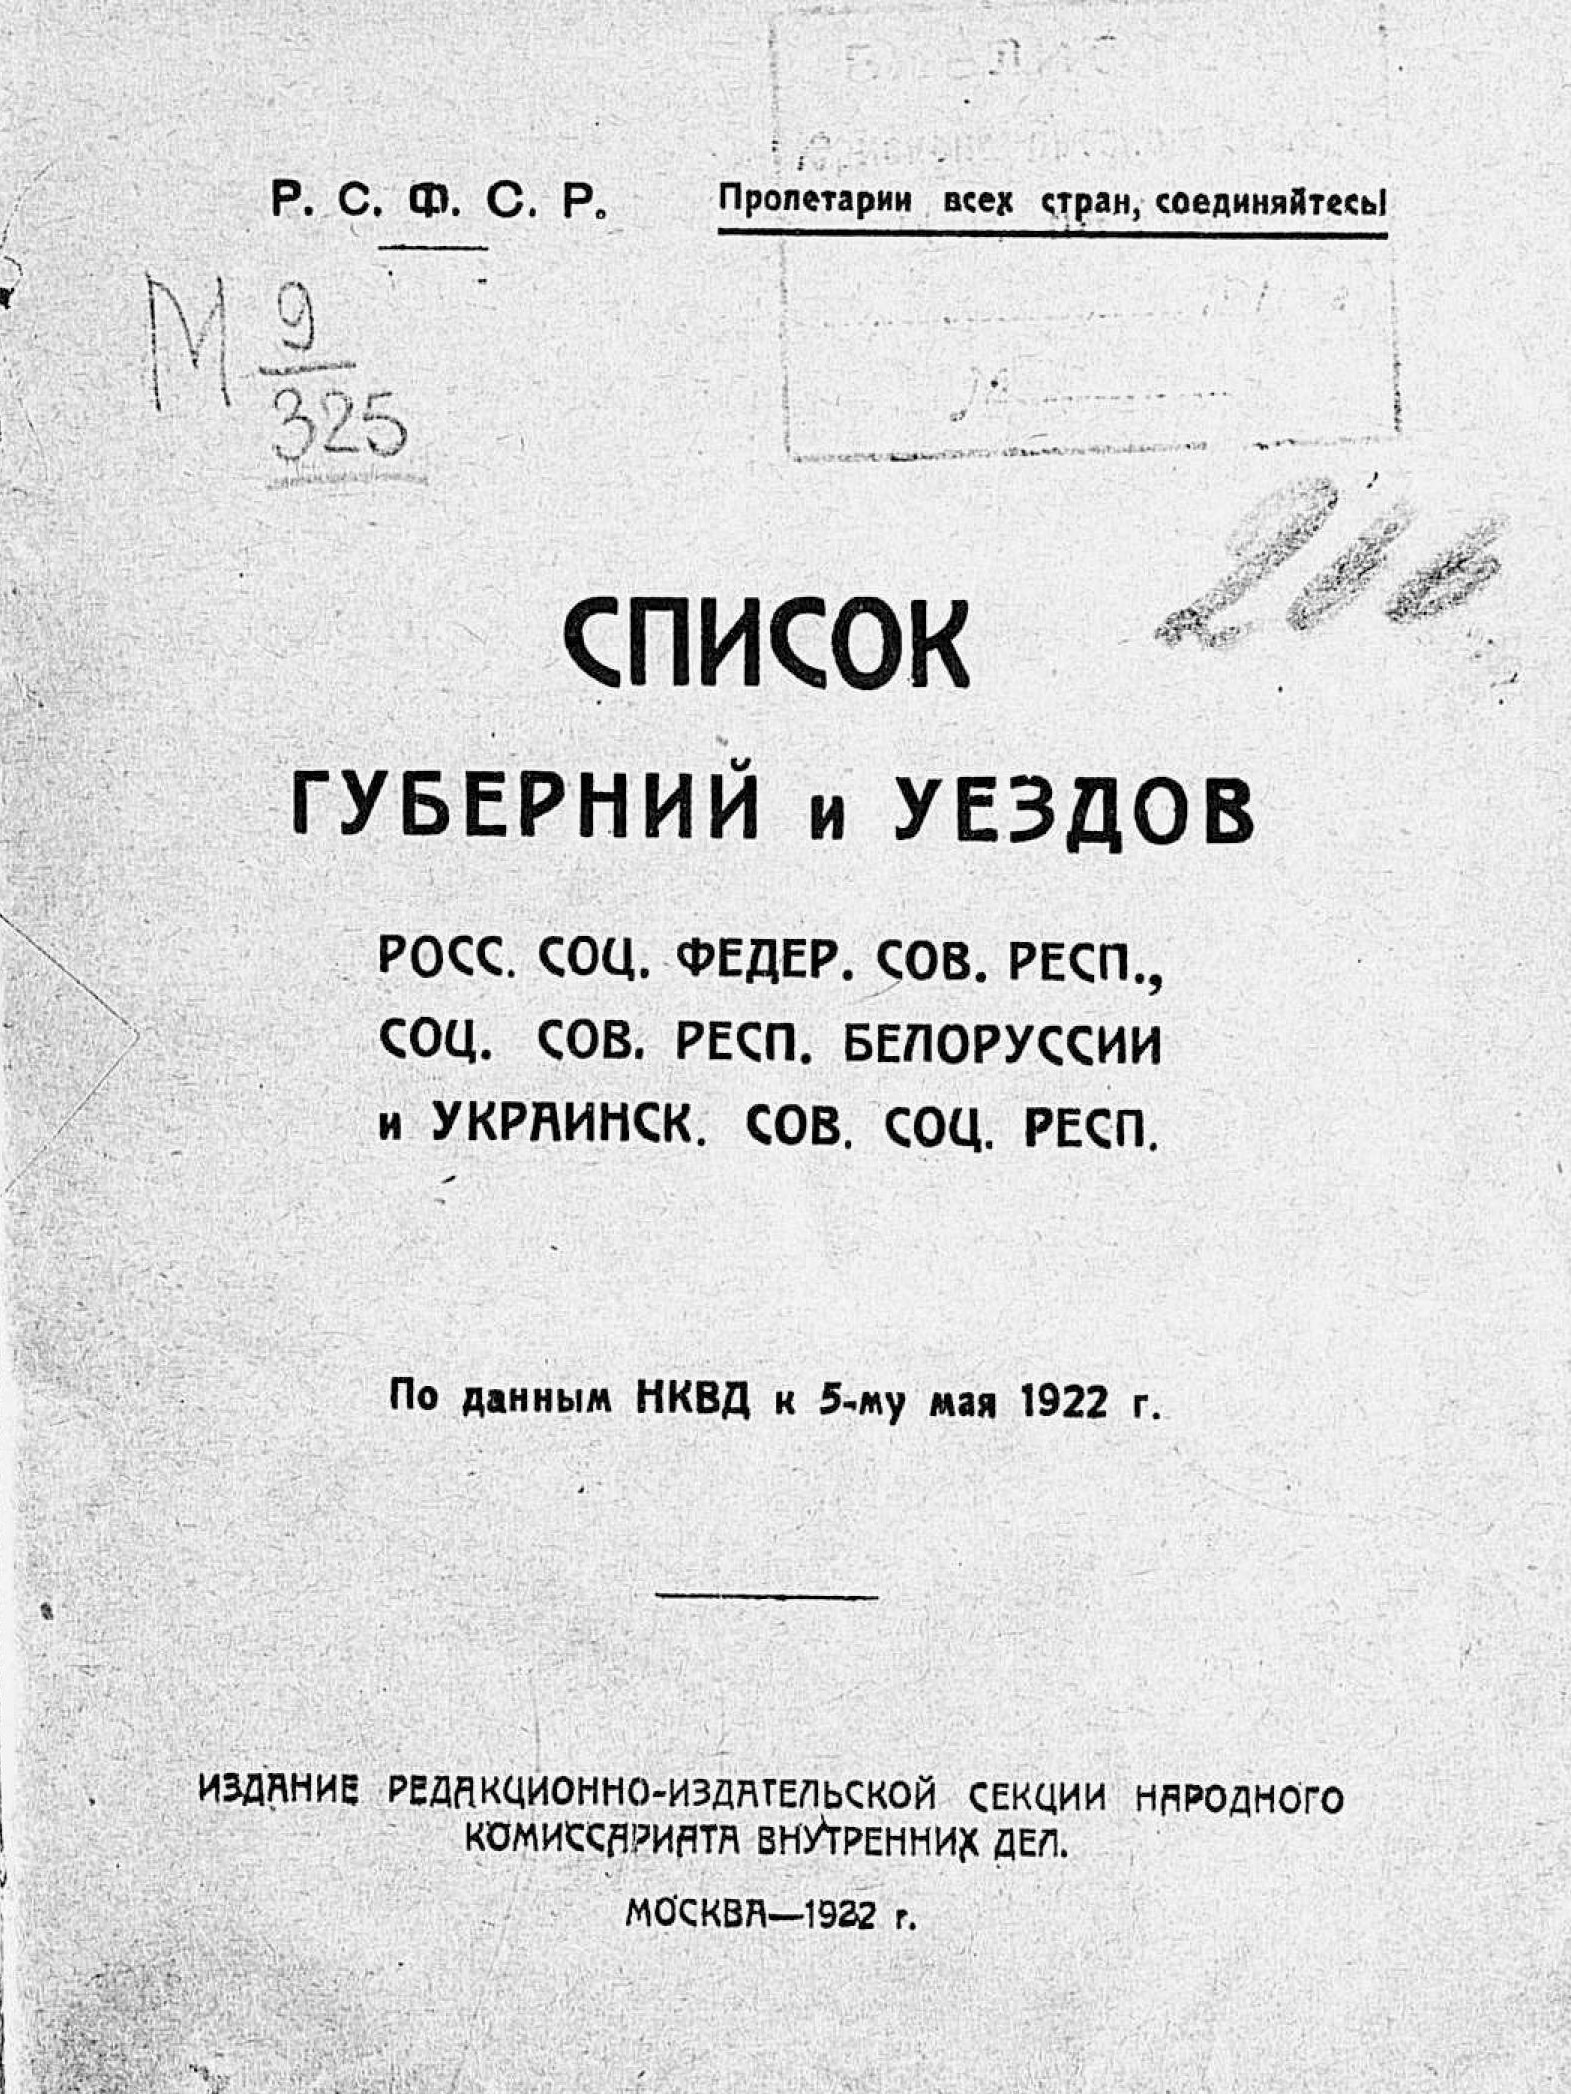 Р. С. Ф. С. Р.
Пролетарии всех стран, соединяйтесь!
М 9
325
СПИСОК
ГУБЕРНИЙ и УЕЗДОВ
РОСС. СОЦ. ФЕДЕР. СОВ. РЕСП.,
СОЦ. СОВ. РЕСП. БЕЛОРУССИИ
и УКРАИНСК. СОВ. СОЦ. РЕСП.
По данным НКВД к 5-му мая 1922 г.
ИЗДАНИЕ РЕДАКЦИОННО-ИЗДАТЕЛЬСКОЙ СЕКЦИИ НАРОДНОГО
КОМИССАРИАТА ВНУТРЕННИХ ДЕЛ.
МОСКВА—1922 г.